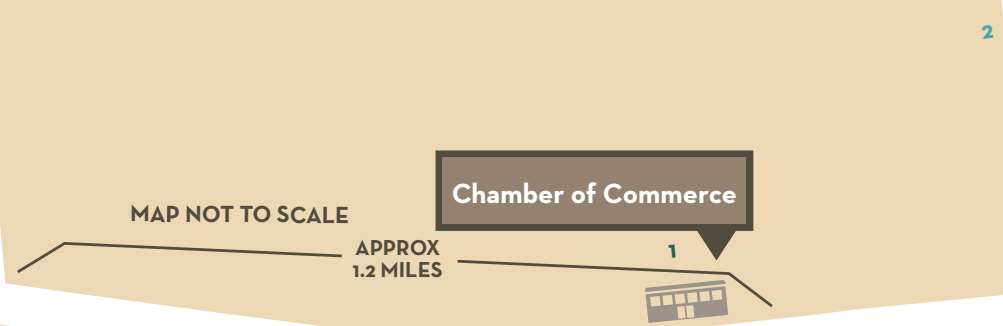 2
Chamber of Commerce
MAP NOT TO SCALE
APPROX
1.2 MILES
1